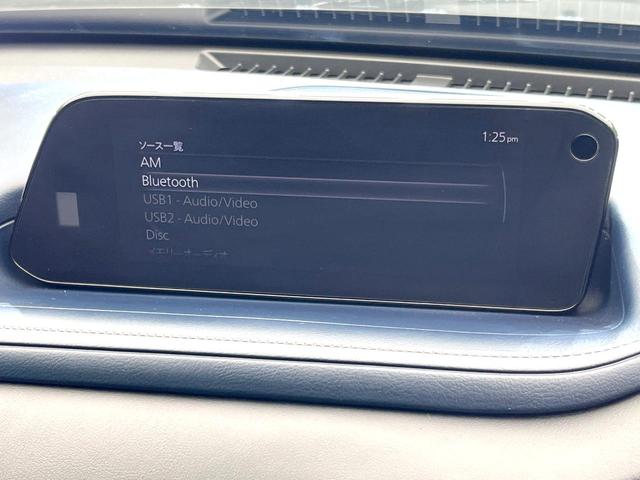 1:25pm
ソース一覧
AM
Bluetooth
USB1 - Audio/Video
USB2 - Audio/Video
Disc